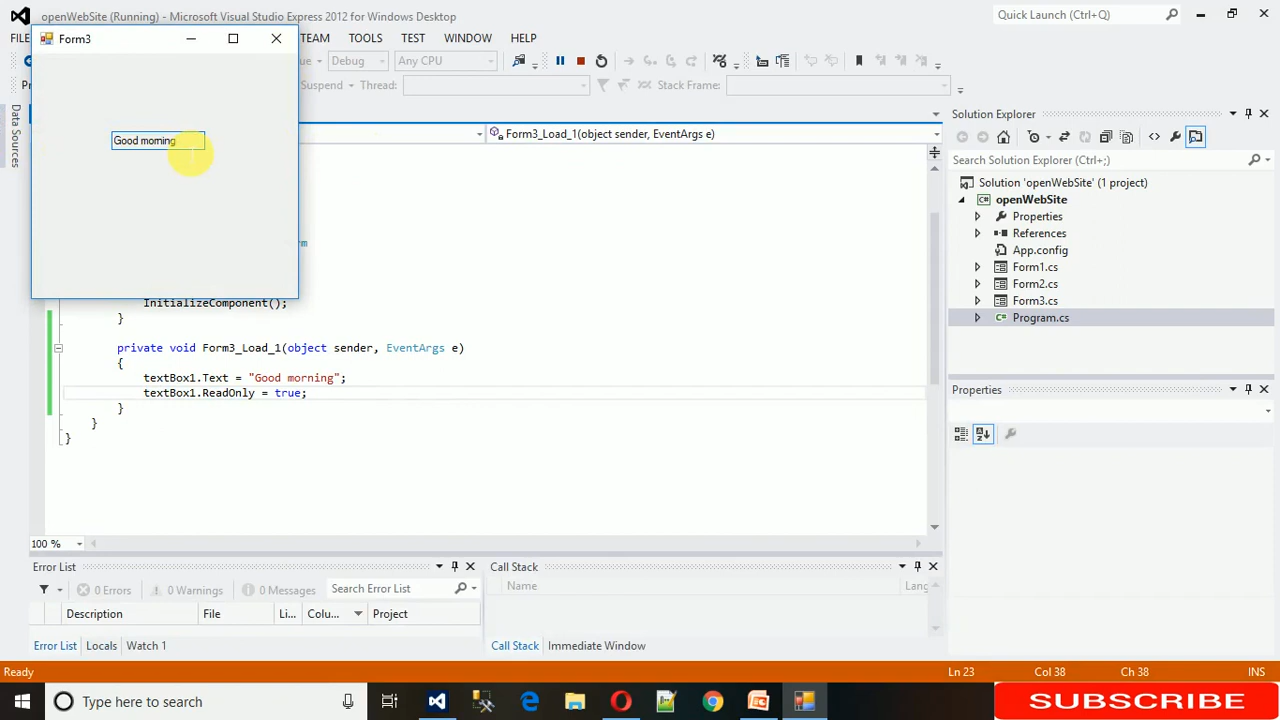 openWebSite (Running) - Microsoft Visual Studio Express 2012 for Windows Desktop
Quick Launch (Ctrl+Q)
Form3
TEAM TOOLS TEST WINDOW HELP
Debug Any CPU
Suspend Thread: Stack Frame:
Data Sources
Good morning
Form3_Load_1(object sender, EventArgs e)
InitializeComponent();
}
private void Form3_Load_1(object sender, EventArgs e)
{
textBox1.Text = "Good morning";
textBox1.ReadOnly = true;
}
}
}
100 %
Solution Explorer
Search Solution Explorer (Ctrl+;)
Solution 'openWebSite' (1 project)
openWebSite
Properties
References
App.config
Form1.cs
Form2.cs
Form3.cs
Program.cs
Properties
Error List
0 Errors 0 Warnings 0 Messages Search Error List
Description File Li... Colu... Project
Error List Locals Watch 1
Call Stack
Name
Call Stack Immediate Window
Ready Ln 23 Col 38 Ch 38 INS
Type here to search
SUBSCRIBE